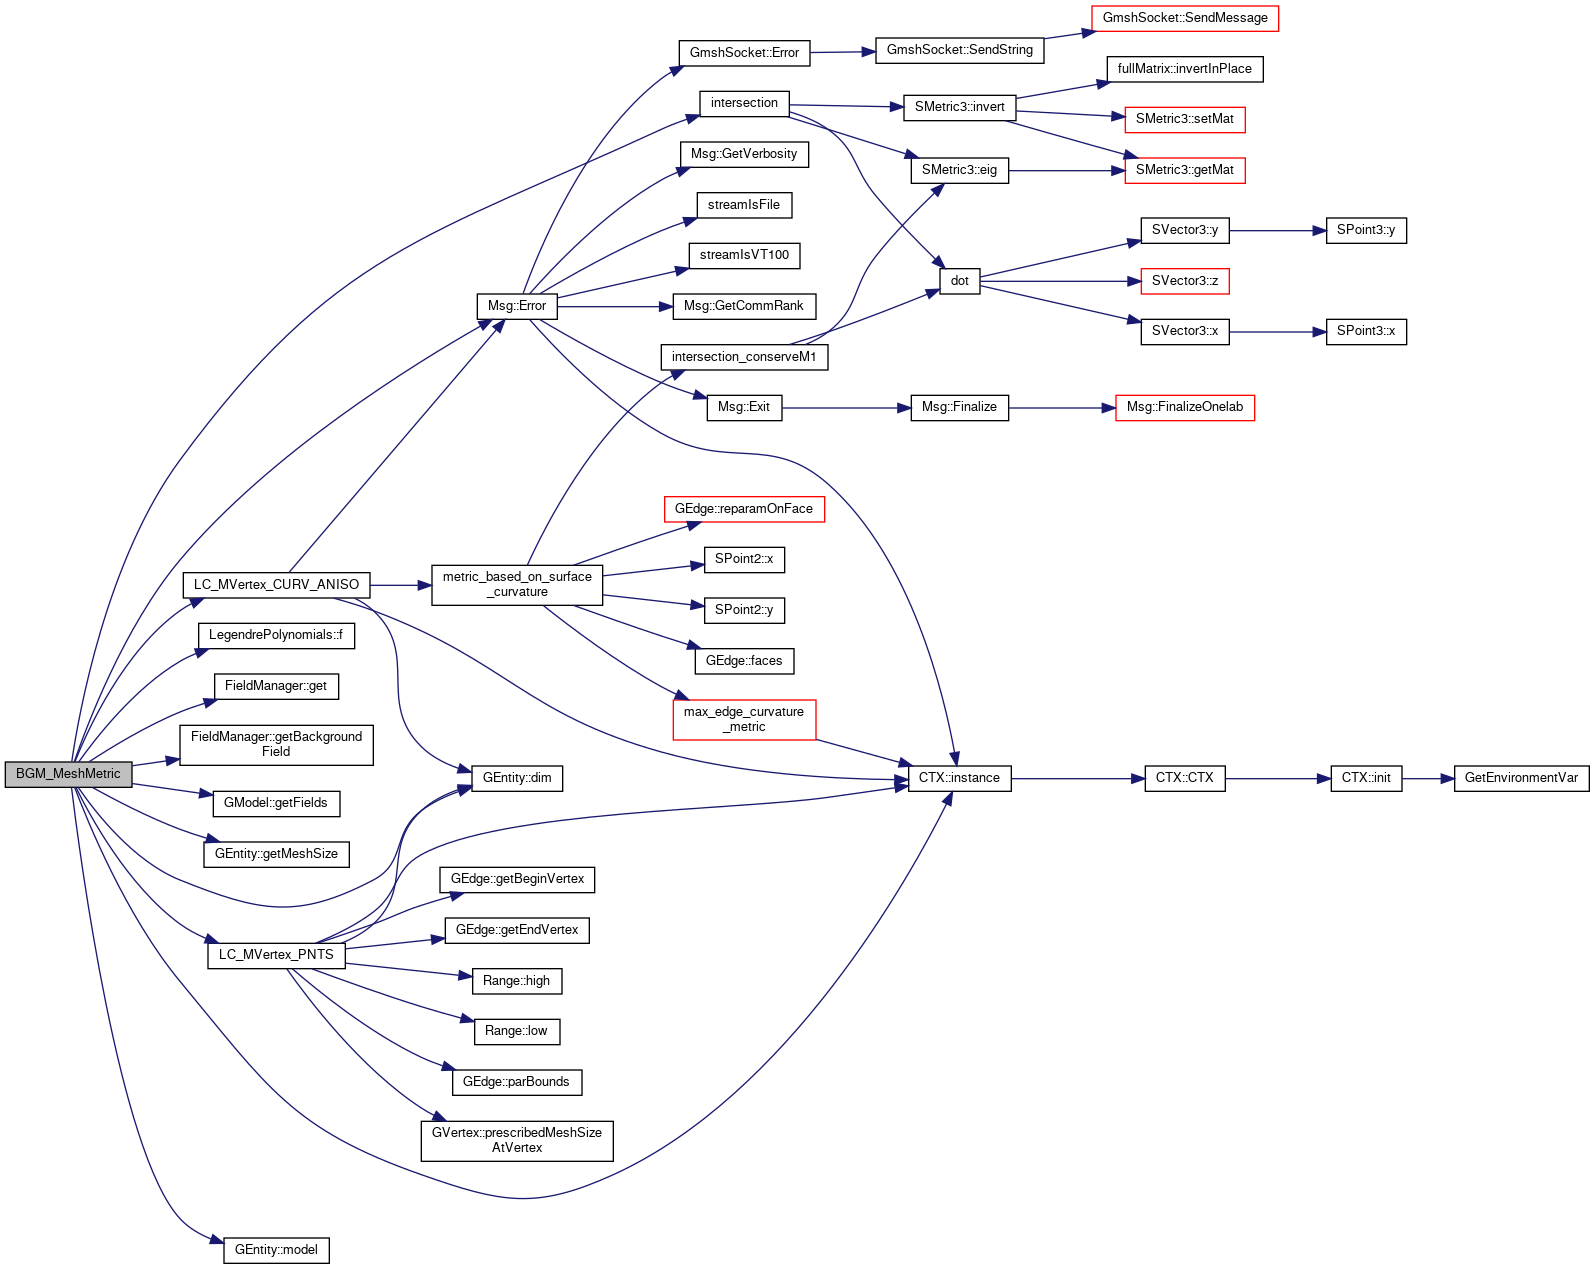 GmshSocket::SendMessage
GmshSocket::Error
GmshSocket::SendString
fullMatrix::invertInPlace
intersection
SMetric3::invert
SMetric3::setMat
Msg::GetVerbosity
SMetric3::eig
SMetric3::getMat
streamIsFile
SVector3::y
SPoint3::y
streamIsVT100
dot
SVector3::z
Msg::Error
Msg::GetCommRank
SVector3::x
SPoint3::x
intersection_conserveM1
Msg::Exit
Msg::Finalize
Msg::FinalizeOnelab
GEdge::reparamOnFace
SPoint2::x
LC_MVertex_CURV_ANISO
metric_based_on_surface
_curvature
SPoint2::y
LegendrePolynomials::f
GEdge::faces
FieldManager::get
max_edge_curvature
_metric
FieldManager::getBackground
Field
BGM_MeshMetric
GEntity::dim
CTX::instance
CTX::CTX
CTX::init
GetEnvironmentVar
GModel::getFields
GEntity::getMeshSize
GEdge::getBeginVertex
GEdge::getEndVertex
LC_MVertex_PNTS
Range::high
Range::low
GEdge::parBounds
GVertex::prescribedMeshSize
AtVertex
GEntity::model